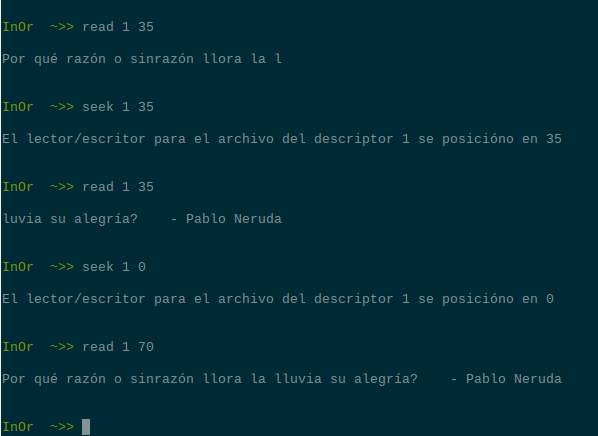 InOr  ~>> read 1 35
Por qué razón o sinrazón llora la l
InOr  ~>> seek 1 35
El lector/escritor para el archivo del descriptor 1 se posicióno en 35
InOr  ~>> read 1 35
luvia su alegría?    - Pablo Neruda
InOr  ~>> seek 1 0
El lector/escritor para el archivo del descriptor 1 se posicióno en 0
InOr  ~>> read 1 70
Por qué razón o sinrazón llora la lluvia su alegría?    - Pablo Neruda
InOr  ~>>